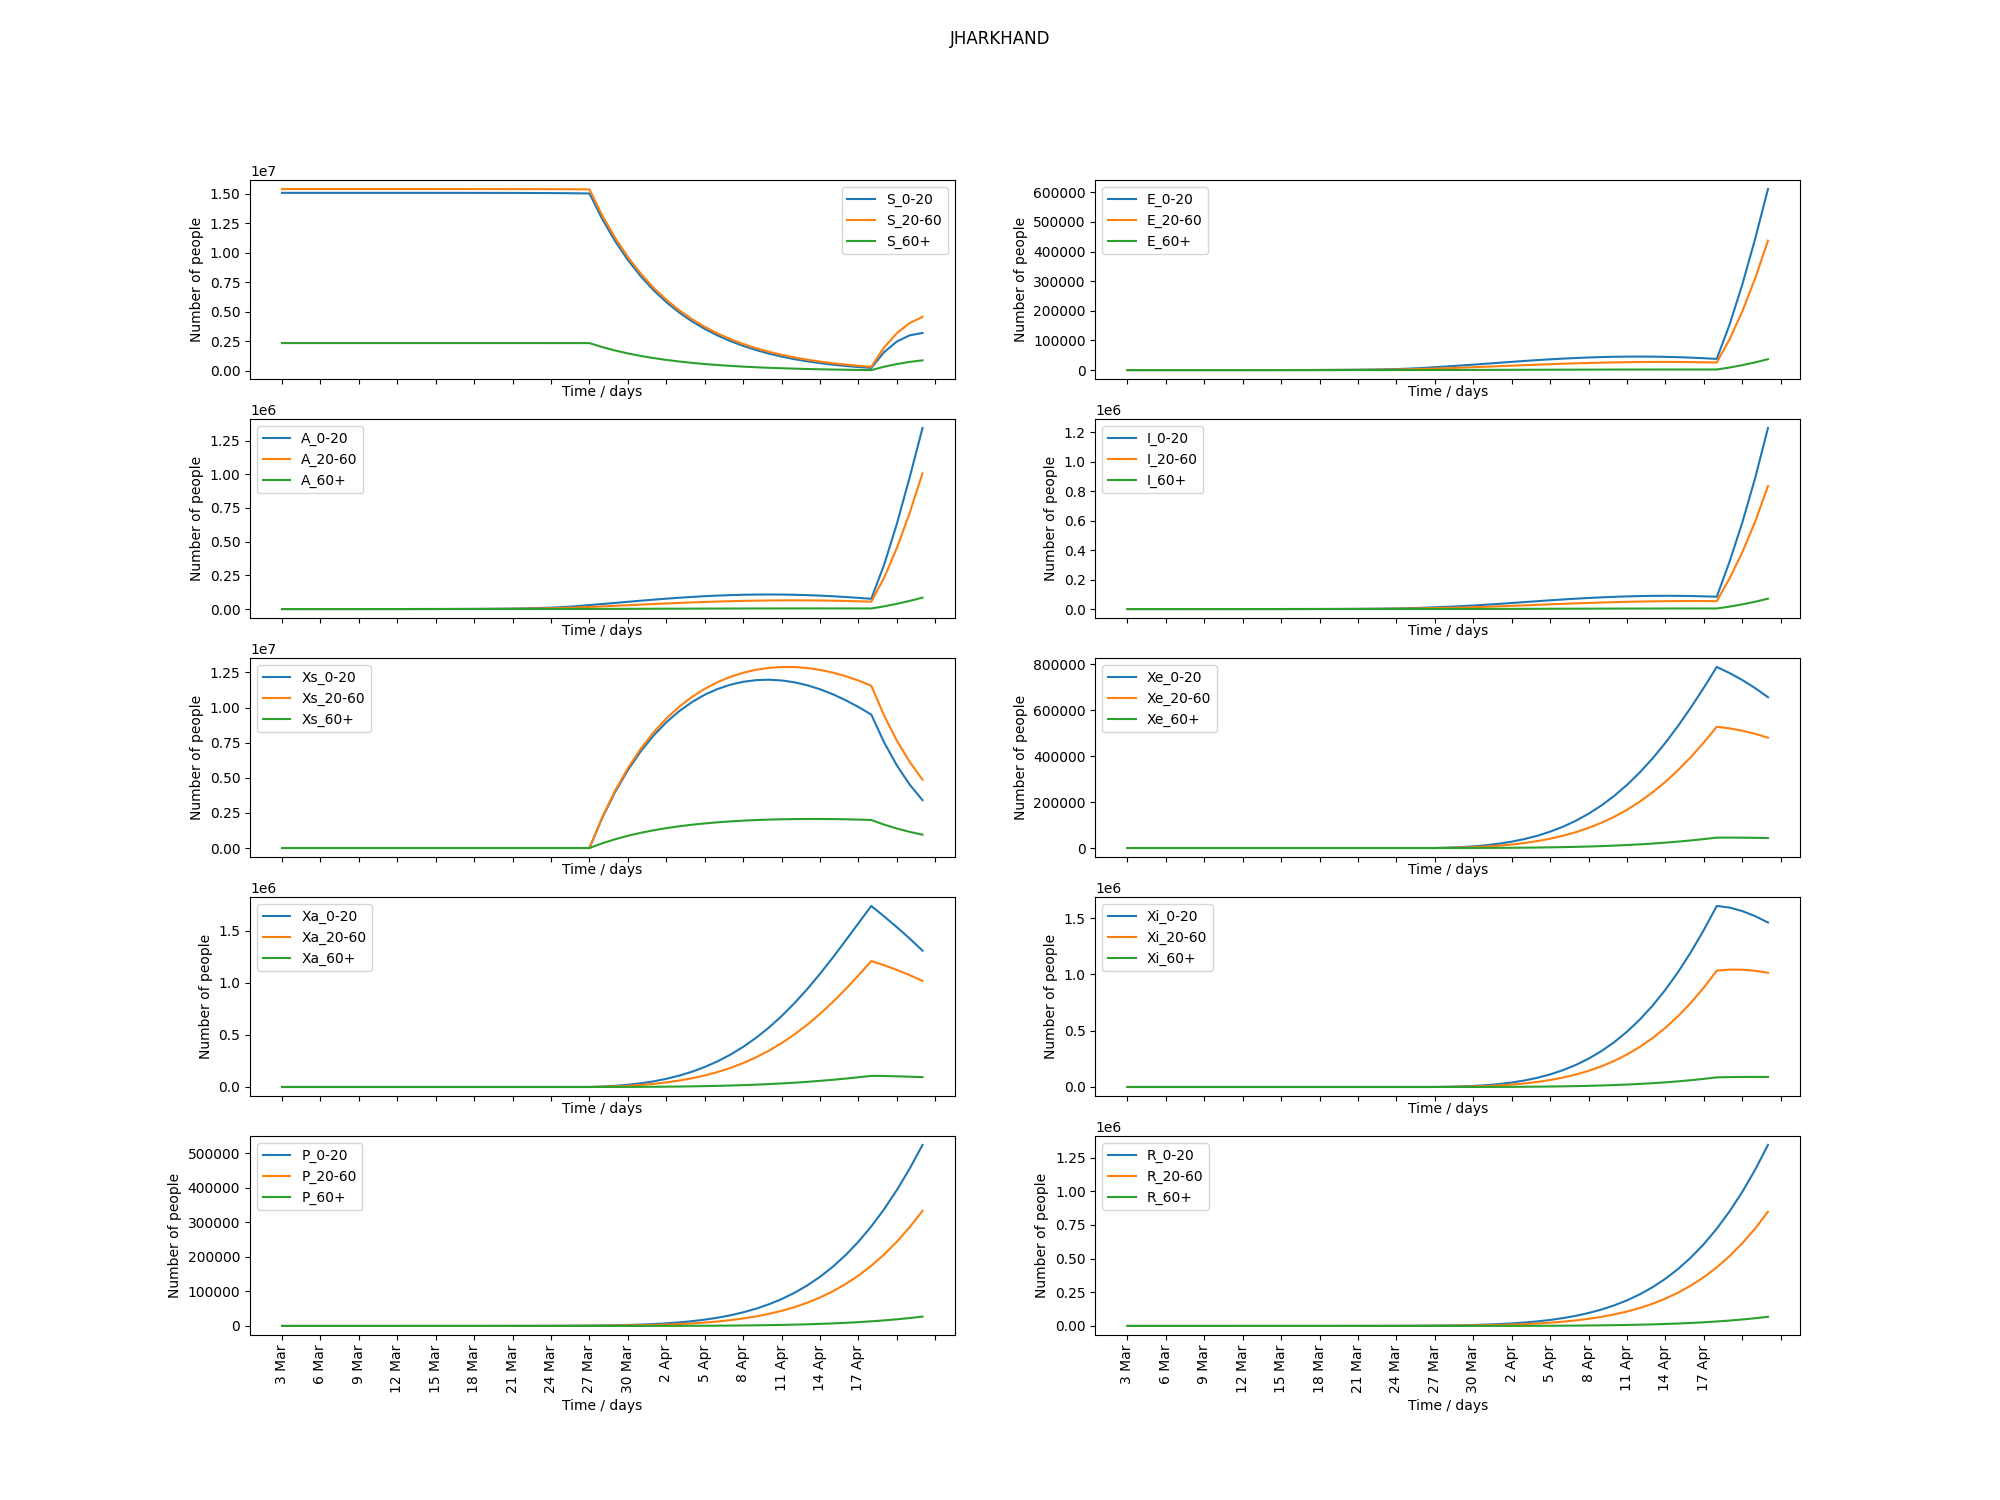 JHARKHAND
1e7
1.50
1.25
1.00
0.75
0.50
0.25
0.00
Number of people
Time / days
S_0-20
S_20-60
S_60+
600000
500000
400000
300000
200000
100000
0
Number of people
Time / days
E_0-20
E_20-60
E_60+
1e6
1.25
1.00
0.75
0.50
0.25
0.00
Number of people
Time / days
A_0-20
A_20-60
A_60+
1e6
1.2
1.0
0.8
0.6
0.4
0.2
0.0
Number of people
Time / days
I_0-20
I_20-60
I_60+
1e7
1.25
1.00
0.75
0.50
0.25
0.00
Number of people
Time / days
Xs_0-20
Xs_20-60
Xs_60+
800000
600000
400000
200000
0
Number of people
Time / days
Xe_0-20
Xe_20-60
Xe_60+
1e6
1.5
1.0
0.5
0.0
Number of people
Time / days
Xa_0-20
Xa_20-60
Xa_60+
1e6
1.5
1.0
0.5
0.0
Number of people
Time / days
Xi_0-20
Xi_20-60
Xi_60+
500000
400000
300000
200000
100000
0
Number of people
P_0-20
P_20-60
P_60+
3 Mar
6 Mar
9 Mar
12 Mar
15 Mar
18 Mar
21 Mar
24 Mar
27 Mar
30 Mar
2 Apr
5 Apr
8 Apr
11 Apr
14 Apr
17 Apr
Time / days
1e6
1.25
1.00
0.75
0.50
0.25
0.00
Number of people
R_0-20
R_20-60
R_60+
3 Mar
6 Mar
9 Mar
12 Mar
15 Mar
18 Mar
21 Mar
24 Mar
27 Mar
30 Mar
2 Apr
5 Apr
8 Apr
11 Apr
14 Apr
17 Apr
Time / days